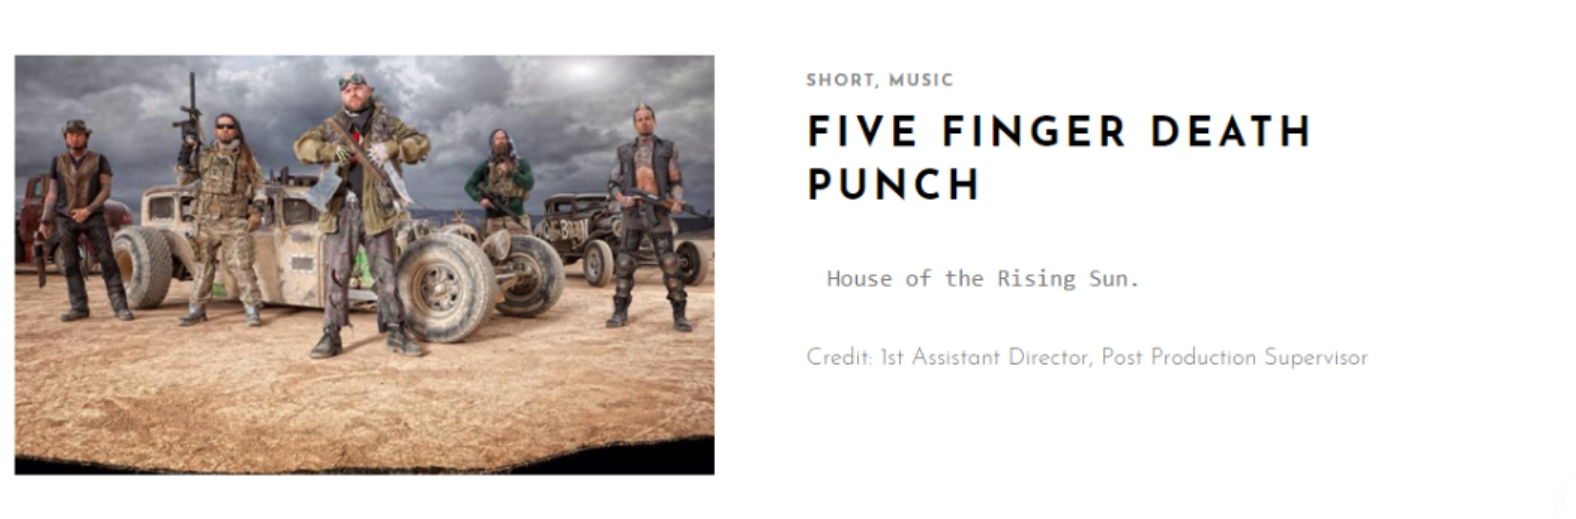 SHORT, MUSIC
FIVE FINGER DEATH
PUNCH
House of the Rising Sun.
Credit: 1st Assistant Director, Post Production Supervisor